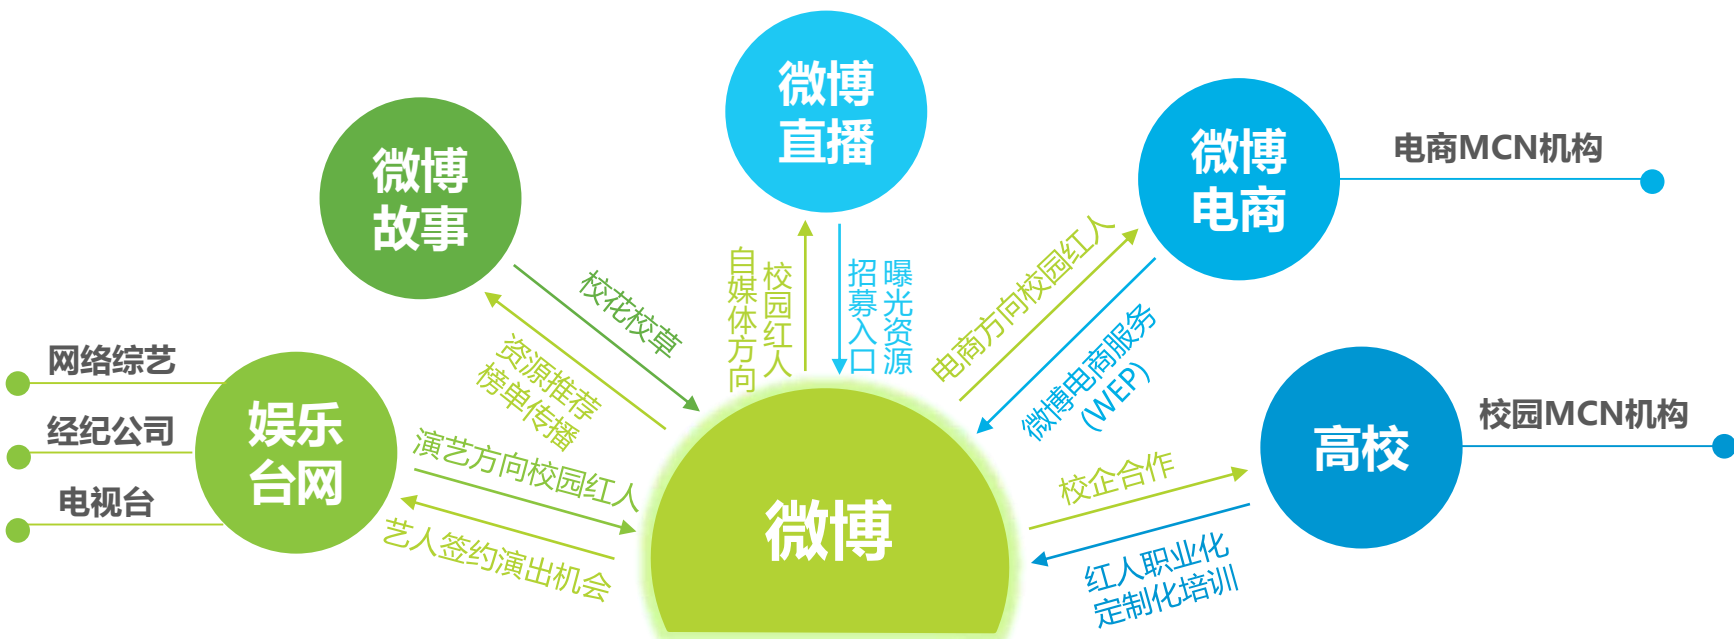 微博
直播
微博
故事
微博
电商
电商MCN机构
校花校草
资源推荐
榜单传播
自媒体方向
校园红人
招募入口
曝光资源
电商方向校园红人
微博电商服务
(WEP)
网络综艺
经纪公司
电视台
娱乐
台网
演艺方向校园红人
艺人签约演出机会
微博
校企合作
红人职业化
定制化培训
高校
校园MCN机构